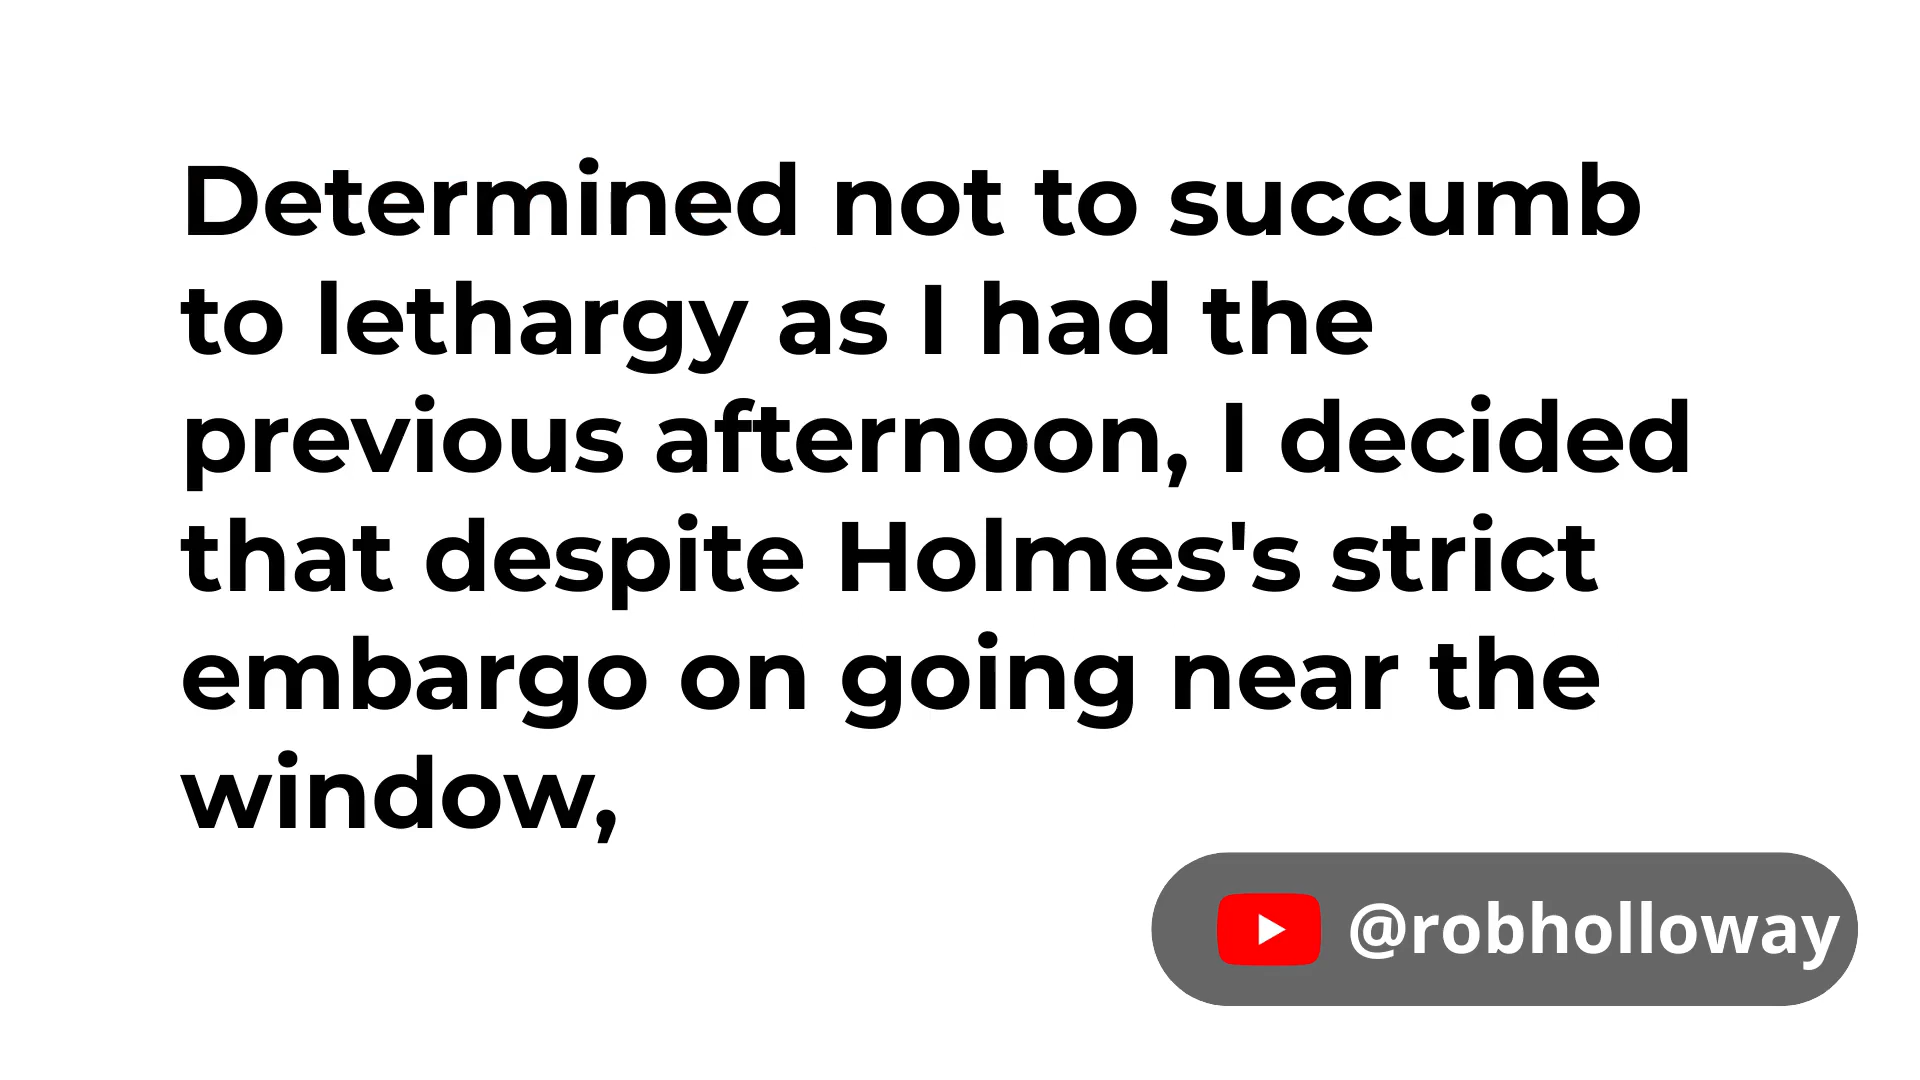 Determined not to succumb
to lethargy as I had the
previous afternoon, I decided
that despite Holmes's strict
embargo on going near the
window,
@robholloway